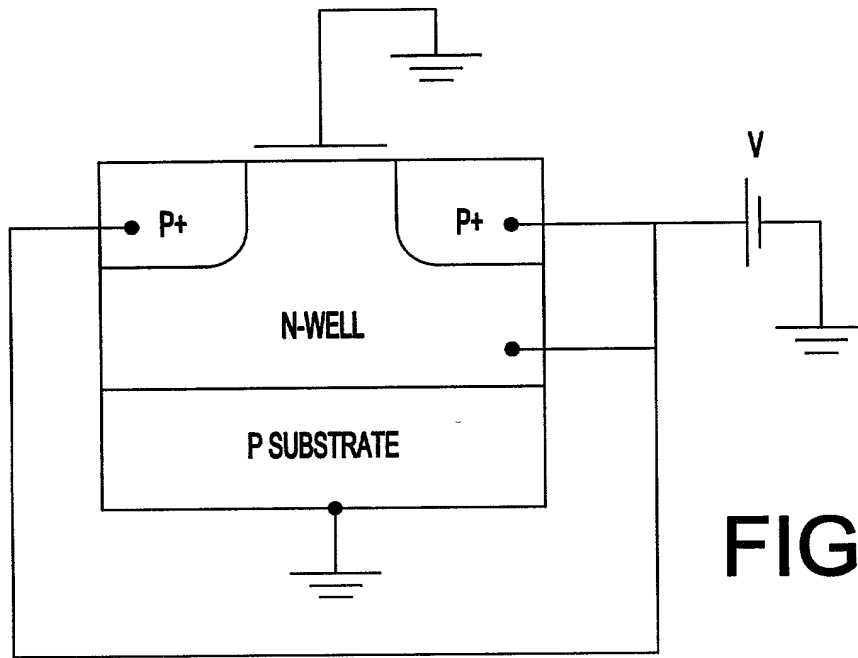 V
P+
P+
N-WELL
P SUBSTRATE
FIG